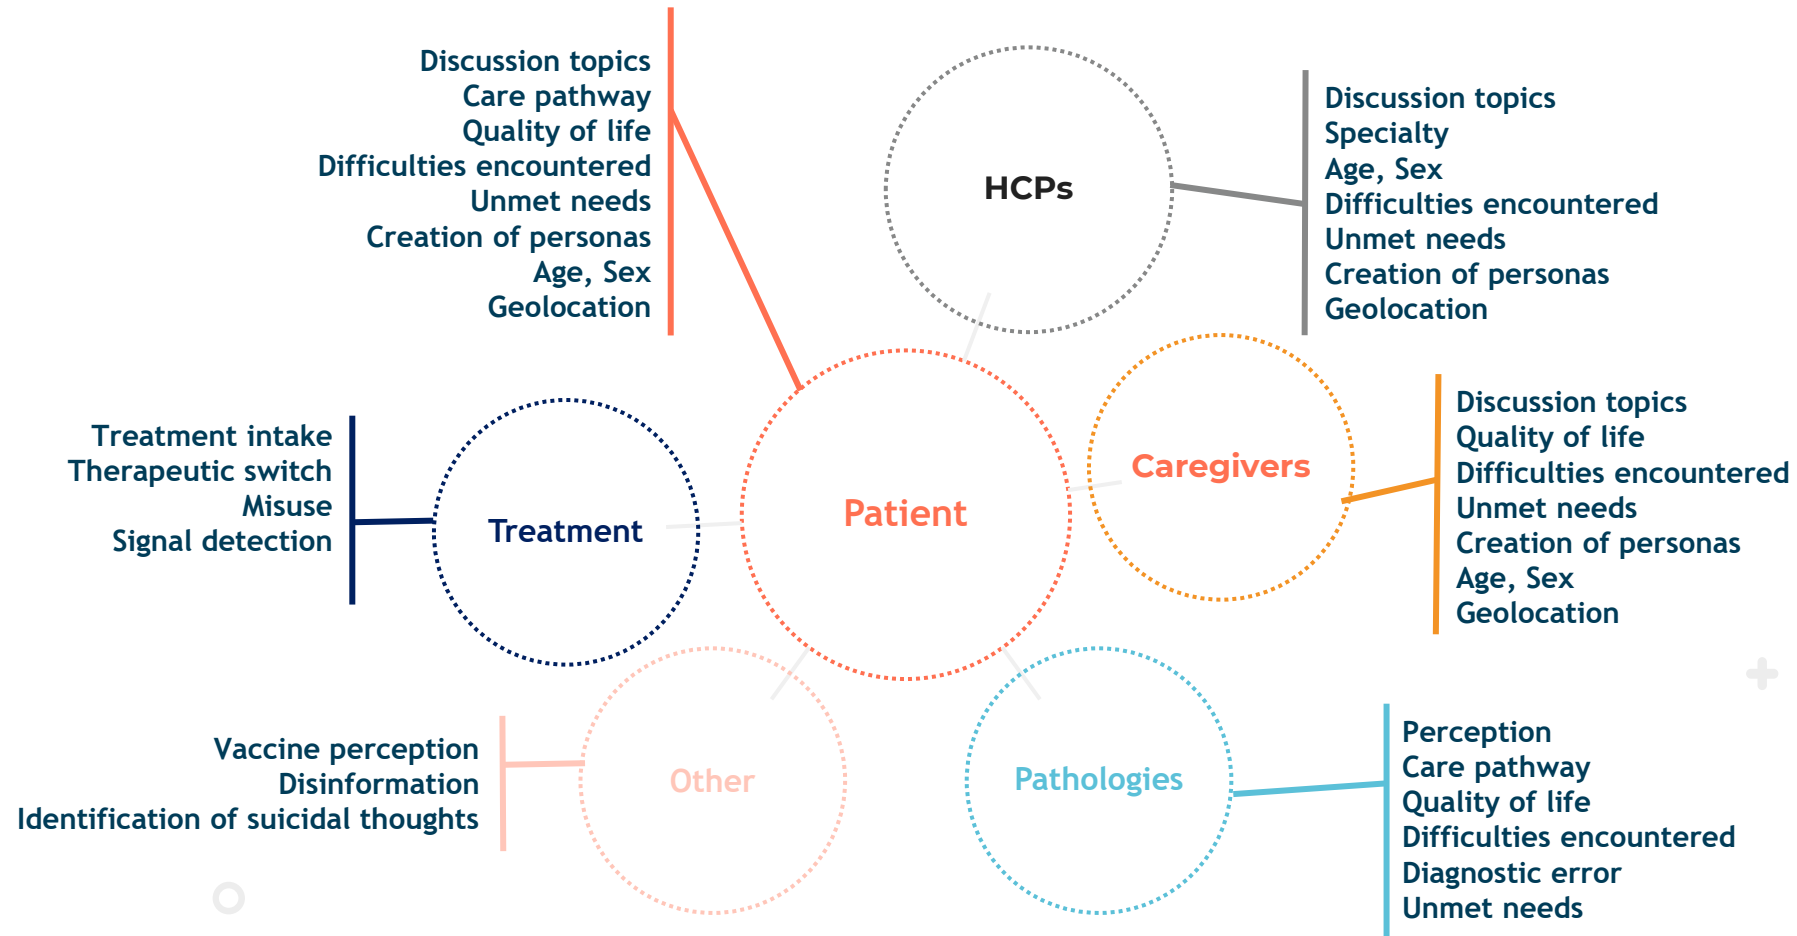 Discussion topics
Care pathway
Quality of life
Difficulties encountered
Unmet needs
Creation of personas
Age, Sex
Geolocation
HCPs
Discussion topics
Specialty
Age, Sex
Difficulties encountered
Unmet needs
Creation of personas
Geolocation
Treatment intake
Therapeutic switch
Misuse
Signal detection
Treatment
Patient
Caregivers
Discussion topics
Quality of life
Difficulties encountered
Unmet needs
Creation of personas
Age, Sex
Geolocation
Vaccine perception
Disinformation
Identification of suicidal thoughts
Other
Pathologies
Perception
Care pathway
Quality of life
Difficulties encountered
Diagnostic error
Unmet needs